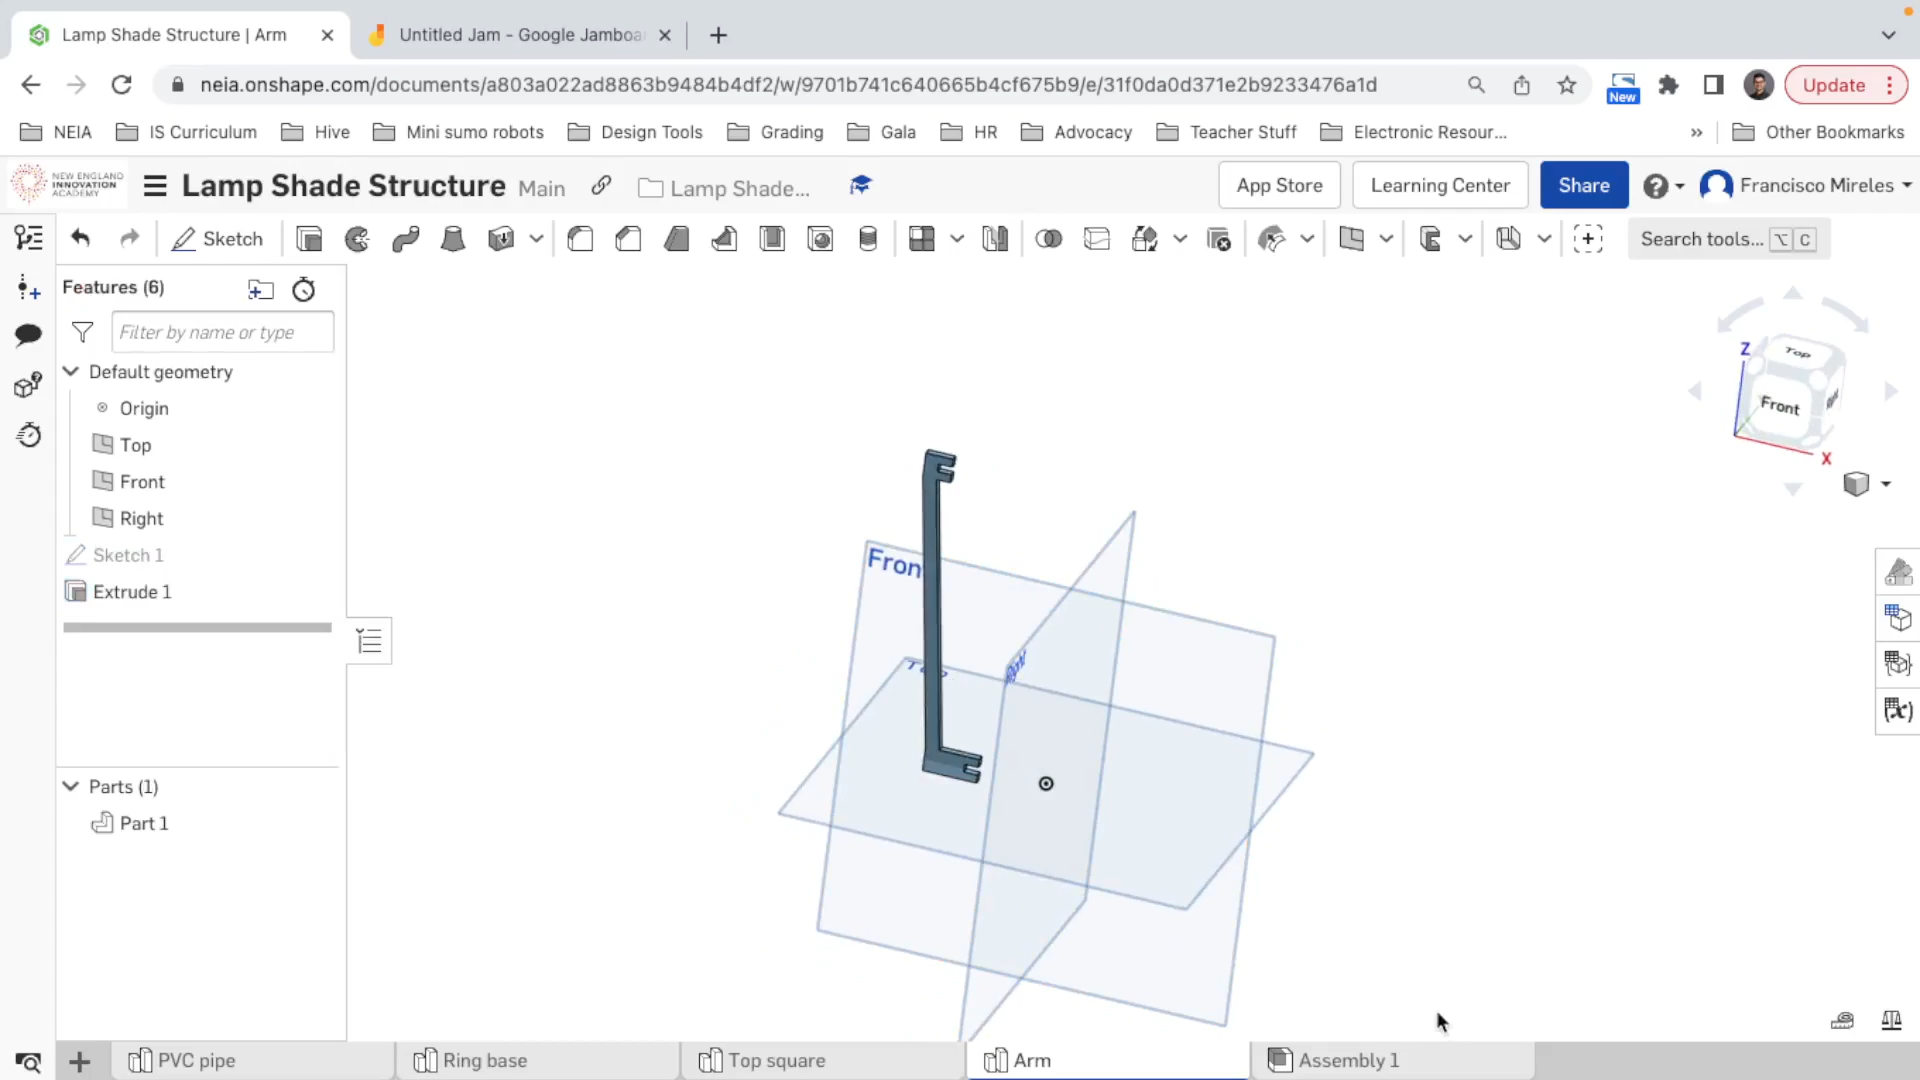 Lamp Shade Structure | Arm
Untitled Jam - Google Jamboa
neia.onshape.com/documents/a803a022ad8863b9484b4df2/w/9701b741c640665b4cf675b9/e/31f0da0d371e2b9233476a1d
New
Update
NEIA
IS Curriculum
Hive
Mini sumo robots
Design Tools
Grading
Gala
HR
Advocacy
Teacher Stuff
Electronic Resour...
»
Other Bookmarks
NEW ENGLAND
INNOVATION
ACADEMY
Lamp Shade Structure
Main
Lamp Shade...
App Store
Learning Center
Share
Francisco Mireles
Sketch
Search tools... ⌥ C
Features (6)
Filter by name or type
Default geometry
Origin
Top
Front
Right
Sketch 1
Extrude 1
Parts (1)
Part 1
Fron
Top
Right
Z
Top
Front
Right
X
(x)
PVC pipe
Ring base
Top square
Arm
Assembly 1